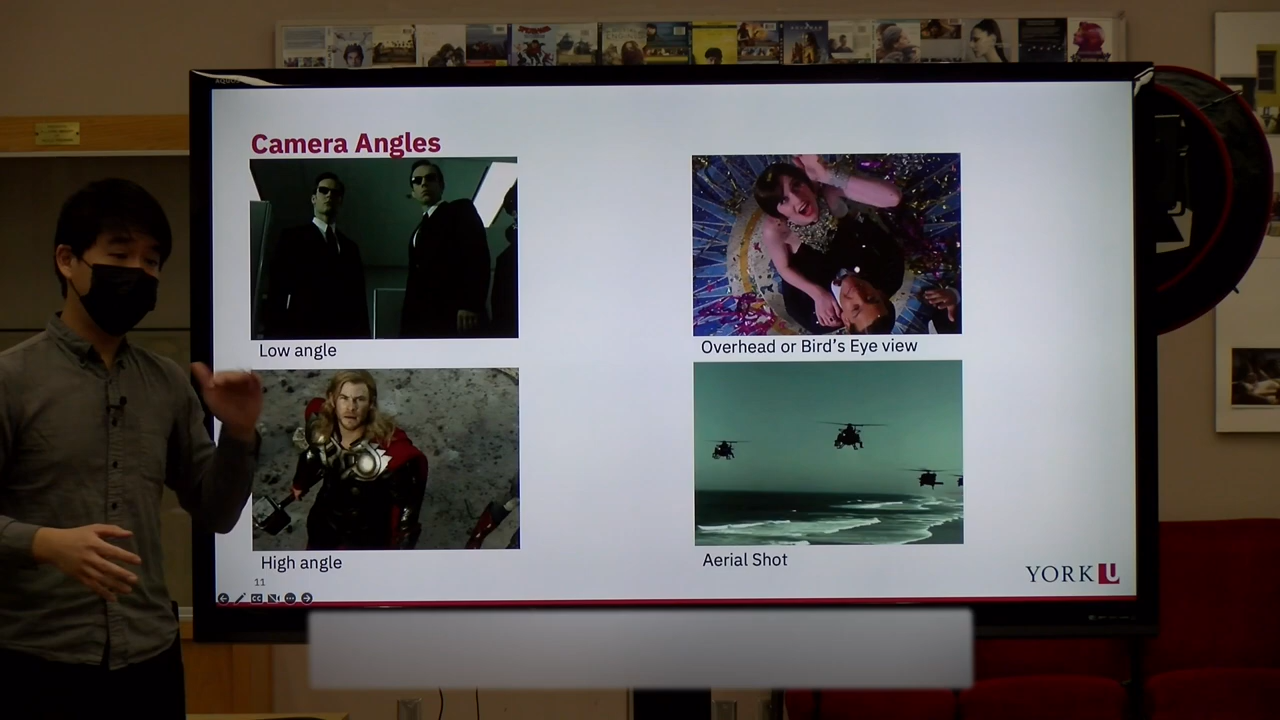 Camera Angles
Low angle
Overhead or Bird's Eye view
High angle
Aerial Shot
11
YORK U